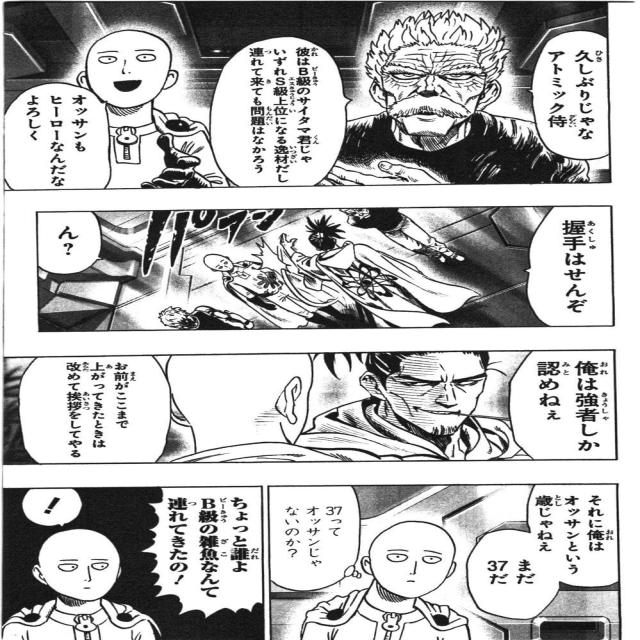 久しぶりじゃな
アトミック侍
彼はB級のサイタマ君じゃ
いずれS級上位になる逸材だし
連れて来ても問題はなかろう
オッサンも
ヒーローなんだな
よろしく
握手はせんぞ
ん?
俺は強者しか
認めねぇ
お前がここまで
上がってきたときは
改めて挨拶をしてやる
それに俺は
オッサンという
歳じゃねえ
まだ
37だ
37って
オッサンじゃ
ないのか?
ちょっと誰よ
B級の雑魚なんて
連れてきたの!
!